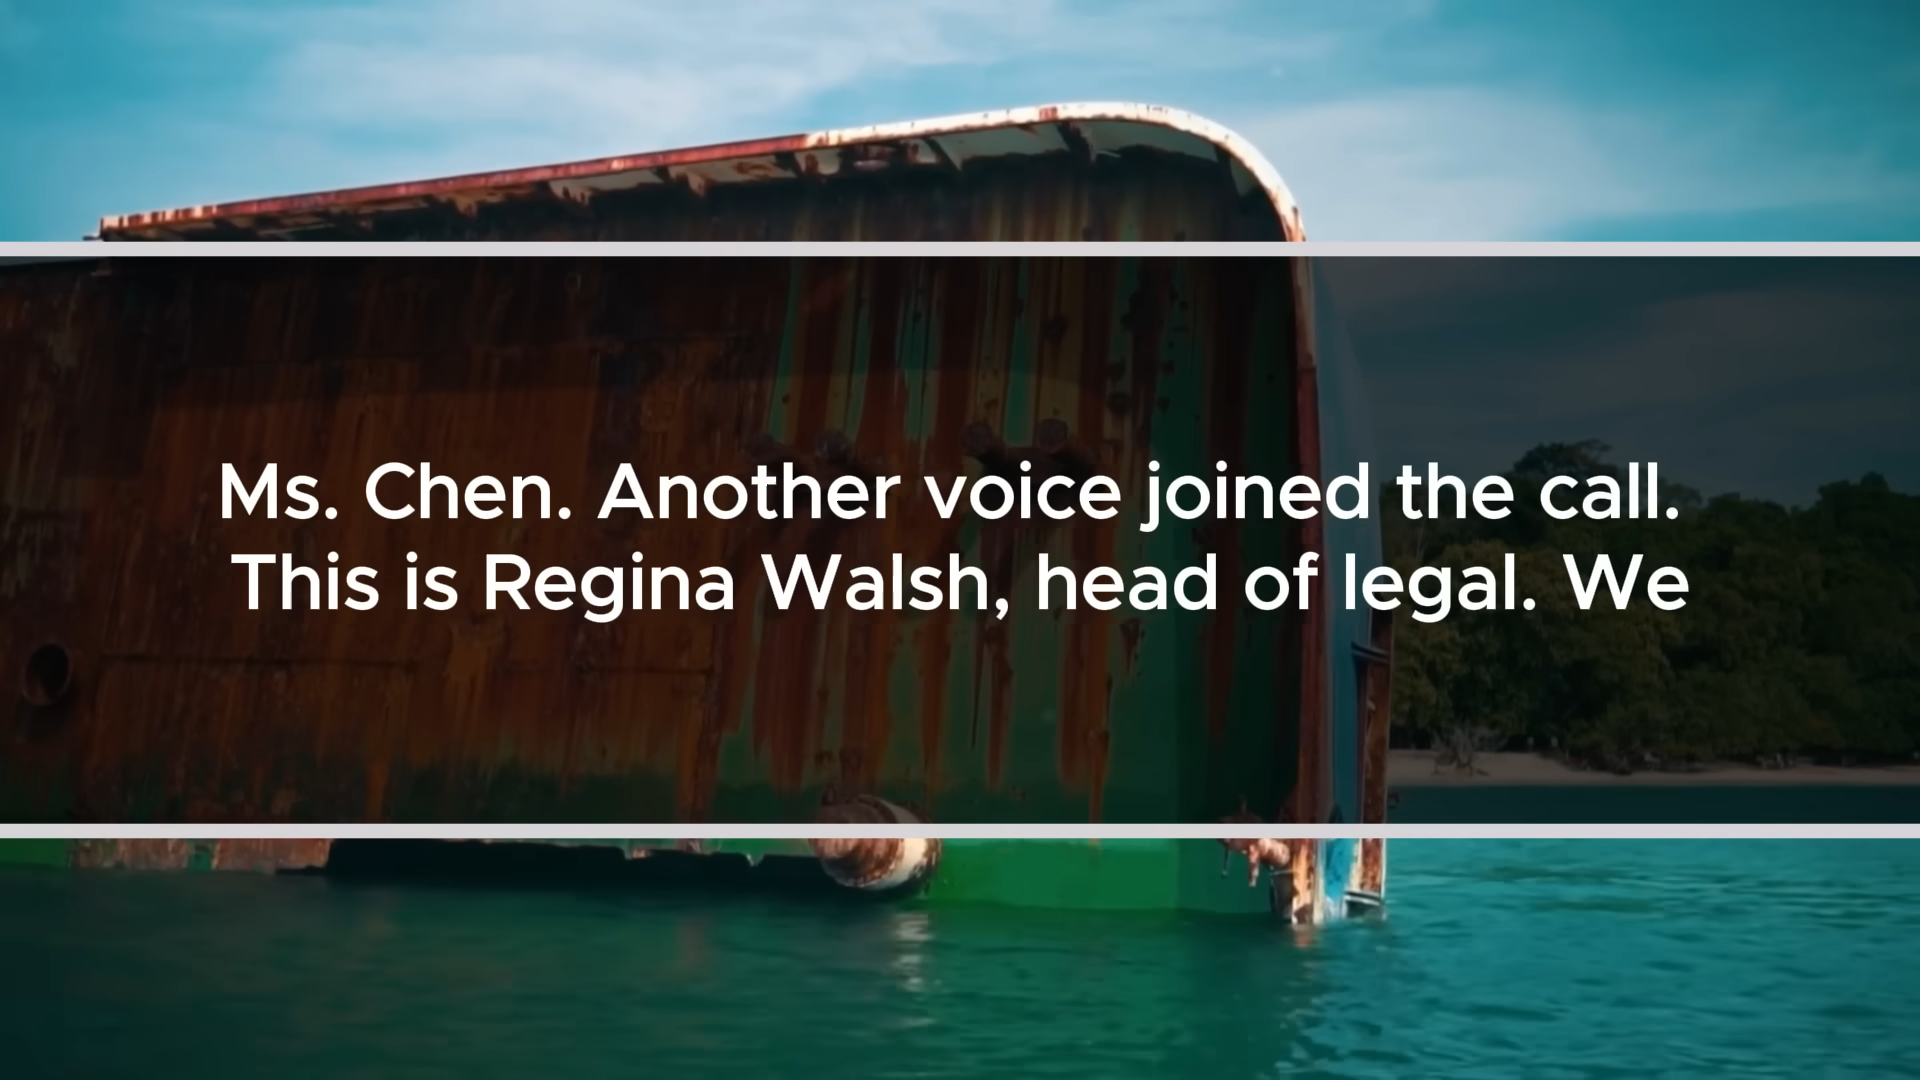 Ms. Chen. Another voice joined the call.
This is Regina Walsh, head of legal. We